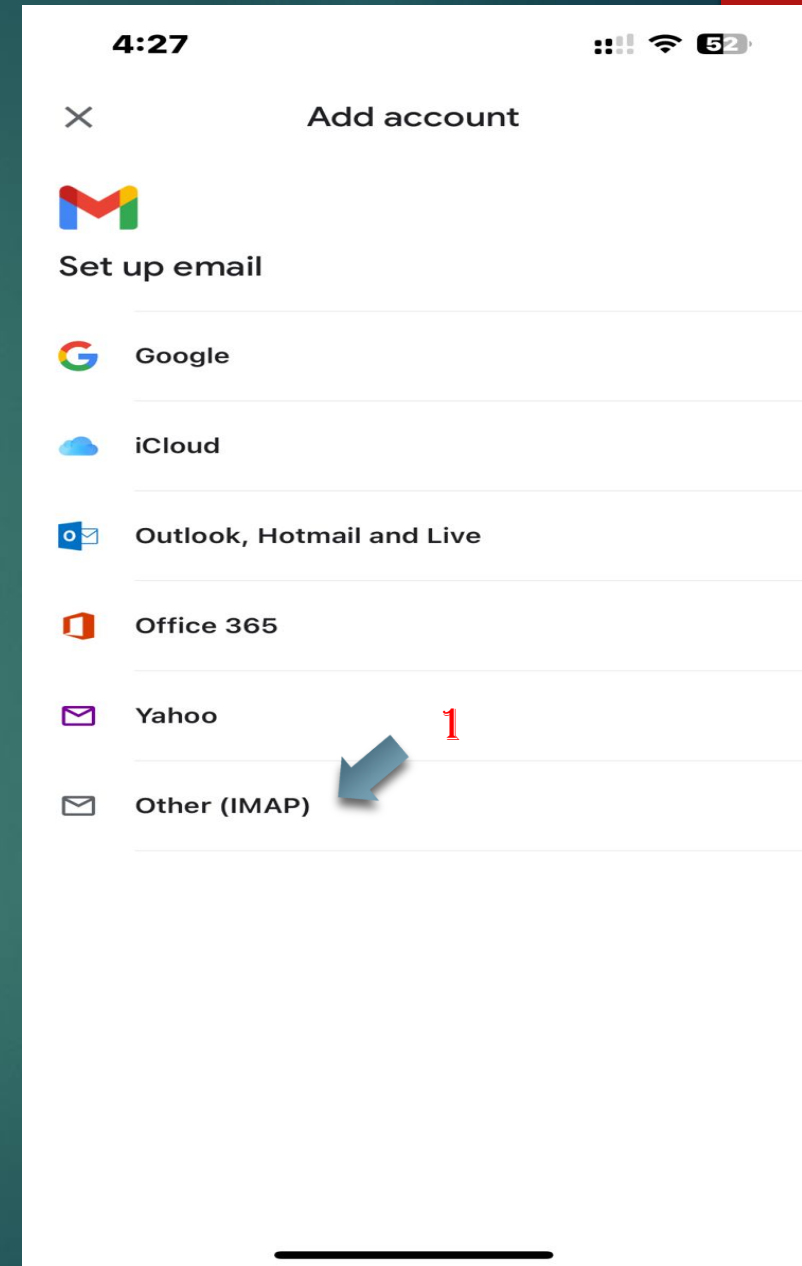 4:27
52
Add account
Set up email
Google
iCloud
Outlook, Hotmail and Live
Office 365
Yahoo
1
Other (IMAP)